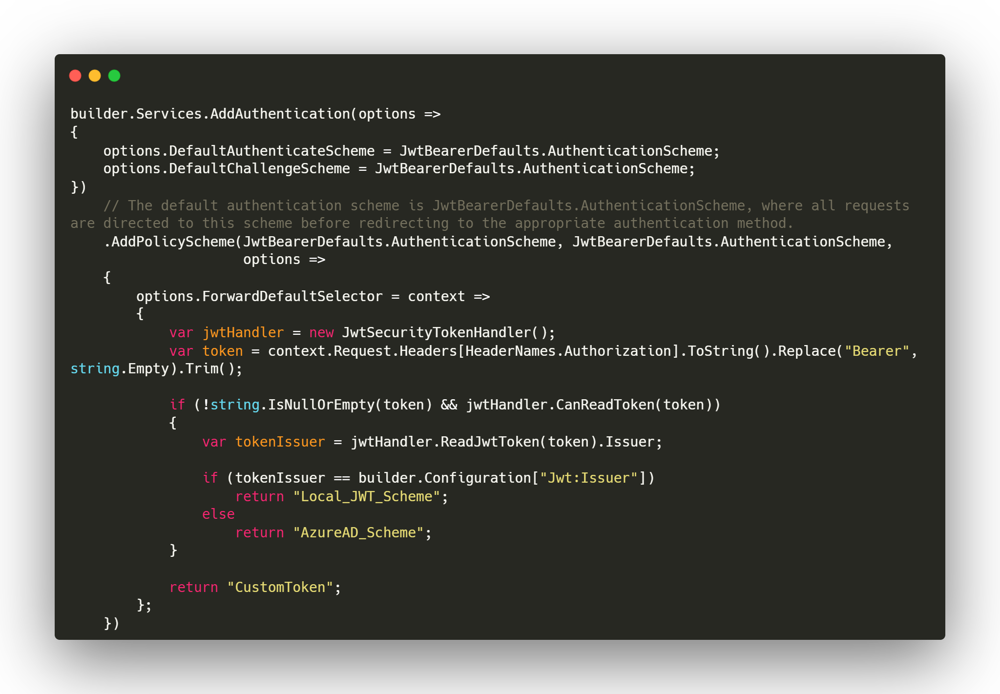 builder.Services.AddAuthentication(options =>
{
    options.DefaultAuthenticateScheme = JwtBearerDefaults.AuthenticationScheme;
    options.DefaultChallengeScheme = JwtBearerDefaults.AuthenticationScheme;
})
    // The default authentication scheme is JwtBearerDefaults.AuthenticationScheme, where all requests
are directed to this scheme before redirecting to the appropriate authentication method.
    .AddPolicyScheme(JwtBearerDefaults.AuthenticationScheme, JwtBearerDefaults.AuthenticationScheme,
                     options =>
    {
        options.ForwardDefaultSelector = context =>
        {
            var jwtHandler = new JwtSecurityTokenHandler();
            var token = context.Request.Headers[HeaderNames.Authorization].ToString().Replace("Bearer",
string.Empty).Trim();

            if (!string.IsNullOrEmpty(token) && jwtHandler.CanReadToken(token))
            {
                var tokenIssuer = jwtHandler.ReadJwtToken(token).Issuer;

                if (tokenIssuer == builder.Configuration["Jwt:Issuer"])
                    return "Local_JWT_Scheme";
                else
                    return "AzureAD_Scheme";
            }

            return "CustomToken";
        };
    })